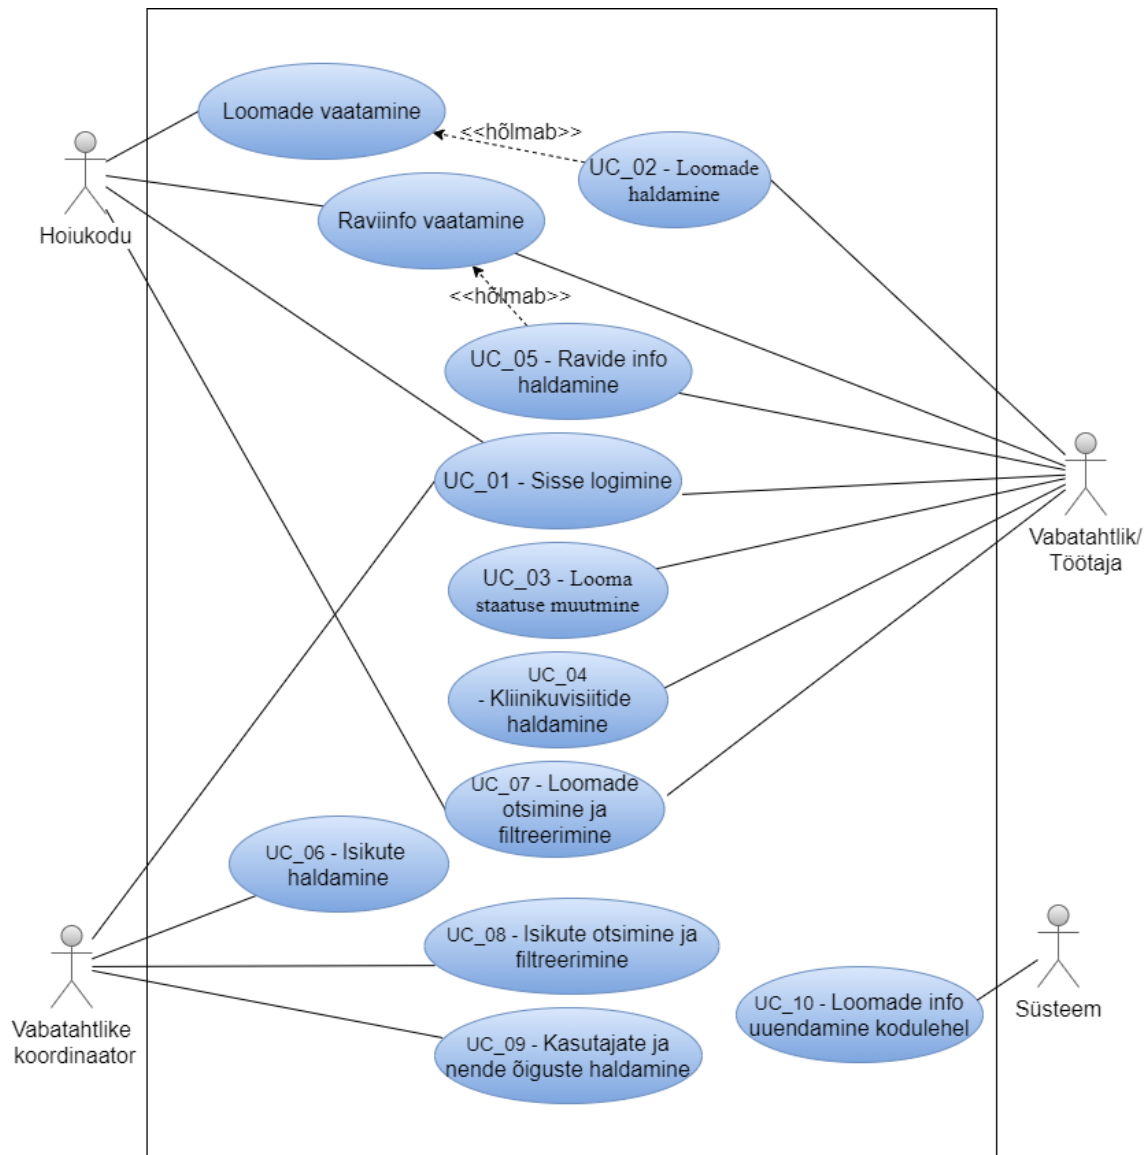 Loomade vaatamine
<<hõlmab>>
UC_02 - Loomade
haldamine
Hoiukodu
Raviinfo vaatamine
<<hõlmab>>
UC_05 - Ravide info
haldamine
UC_01 - Sisse logimine
Vabatahtlik/
Töötaja
UC_03 - Looma
staatuse muutmine
UC_04
- Kliinikuvisiitide
haldamine
UC_07 - Loomade
otsimine ja
filtreerimine
UC_06 - Isikute
haldamine
UC_08 - Isikute otsimine ja
filtreerimine
Vabatahtlike
koordinaator
UC_09 - Kasutajate ja
nende õiguste haldamine
UC_10 - Loomade info
uuendamine kodulehel
Süsteem